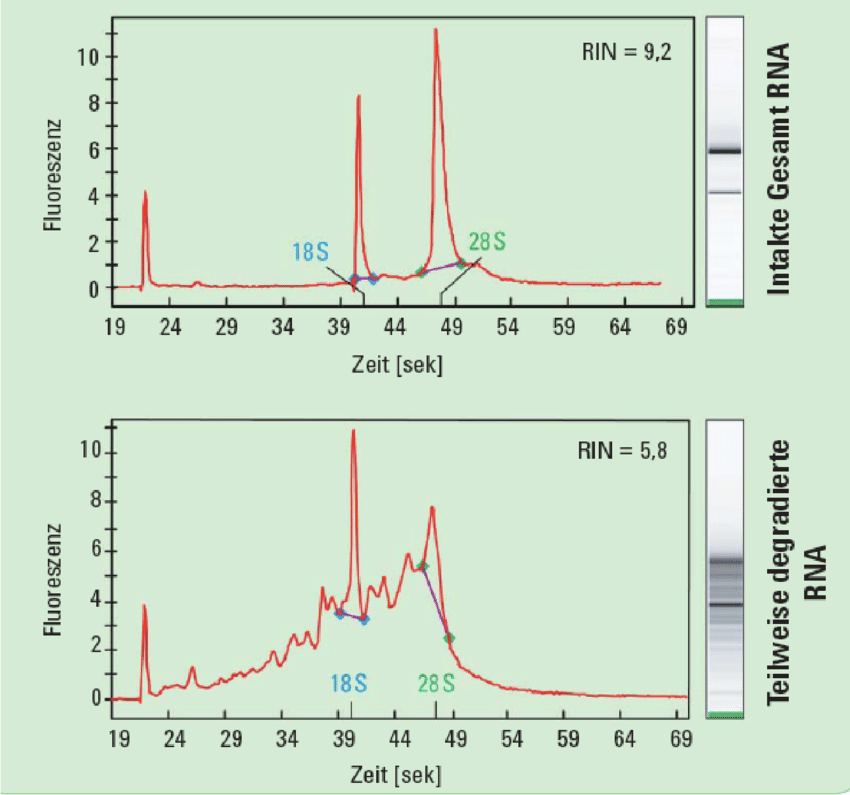 RIN = 9,2
10
8
6
4
2
0
Fluoreszenz
18S
28S
19 24 29 34 39 44 49 54 59 64 69
Zeit [sek]
Intakte Gesamt RNA
RIN = 5,8
10
8
6
4
2
0
Fluoreszenz
18S
28S
19 24 29 34 39 44 49 54 59 64 69
Zeit [sek]
Teilweise degradierte
RNA